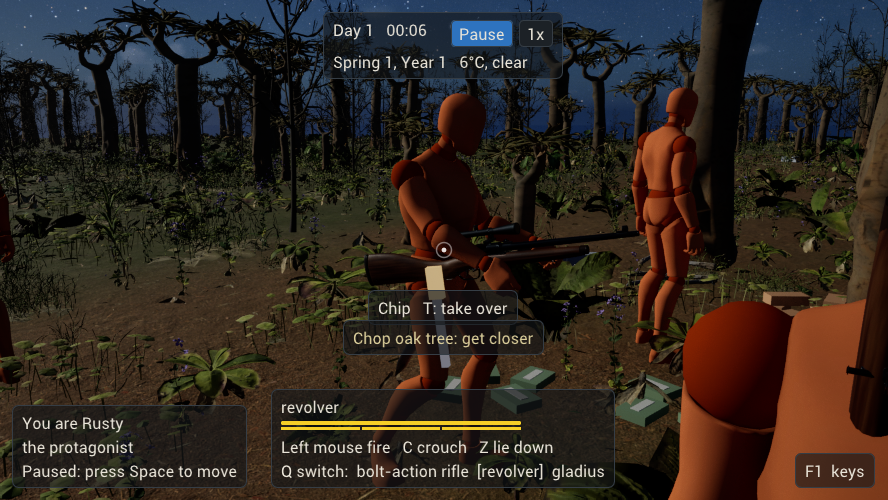 Day 1 00:06 Pause 1x
Spring 1, Year 1 6°C, clear
Chip T: take over
Chop oak tree: get closer
You are Rusty
the protagonist
Paused: press Space to move
revolver
Left mouse fire C crouch Z lie down
Q switch: bolt-action rifle [revolver] gladius
F1 keys